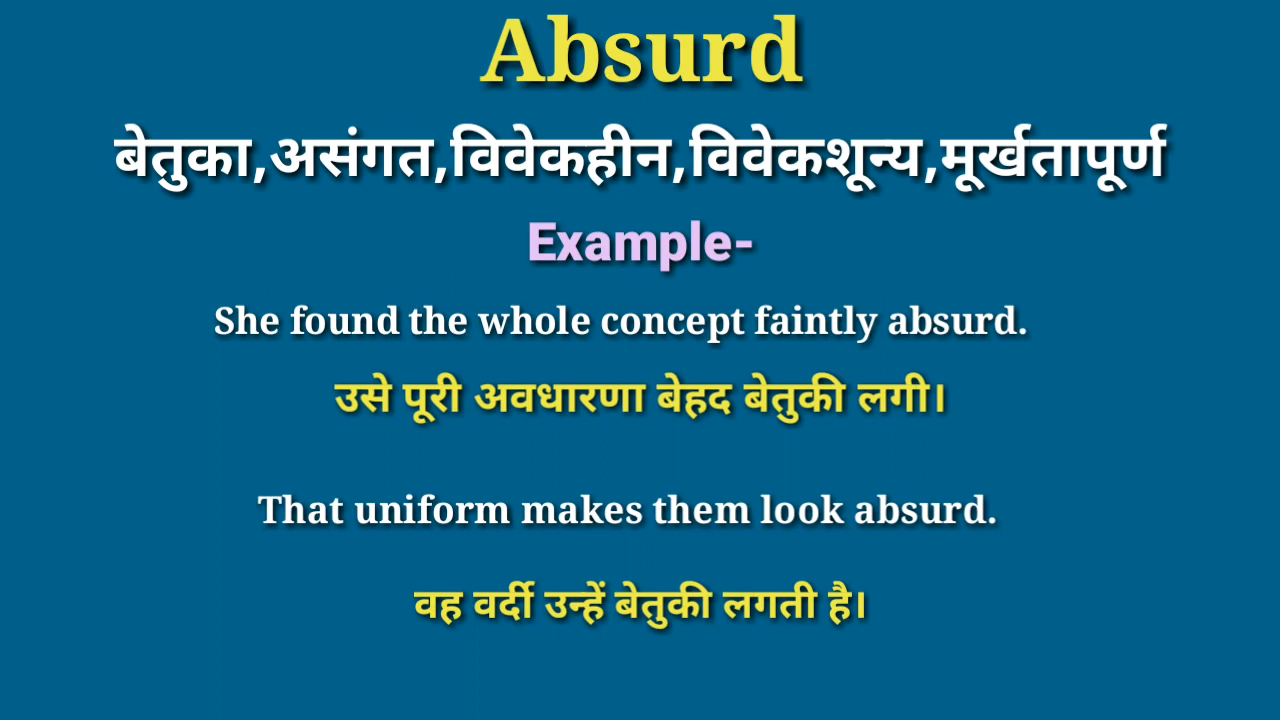 Absurd
बेतुका,असंगत,विवेकहीन,विवेकशून्य,मूर्खतापूर्ण
Example-
She found the whole concept faintly absurd.
उसे पूरी अवधारणा बेहद बेतुकी लगी।
That uniform makes them look absurd.
वह वर्दी उन्हें बेतुकी लगती है।